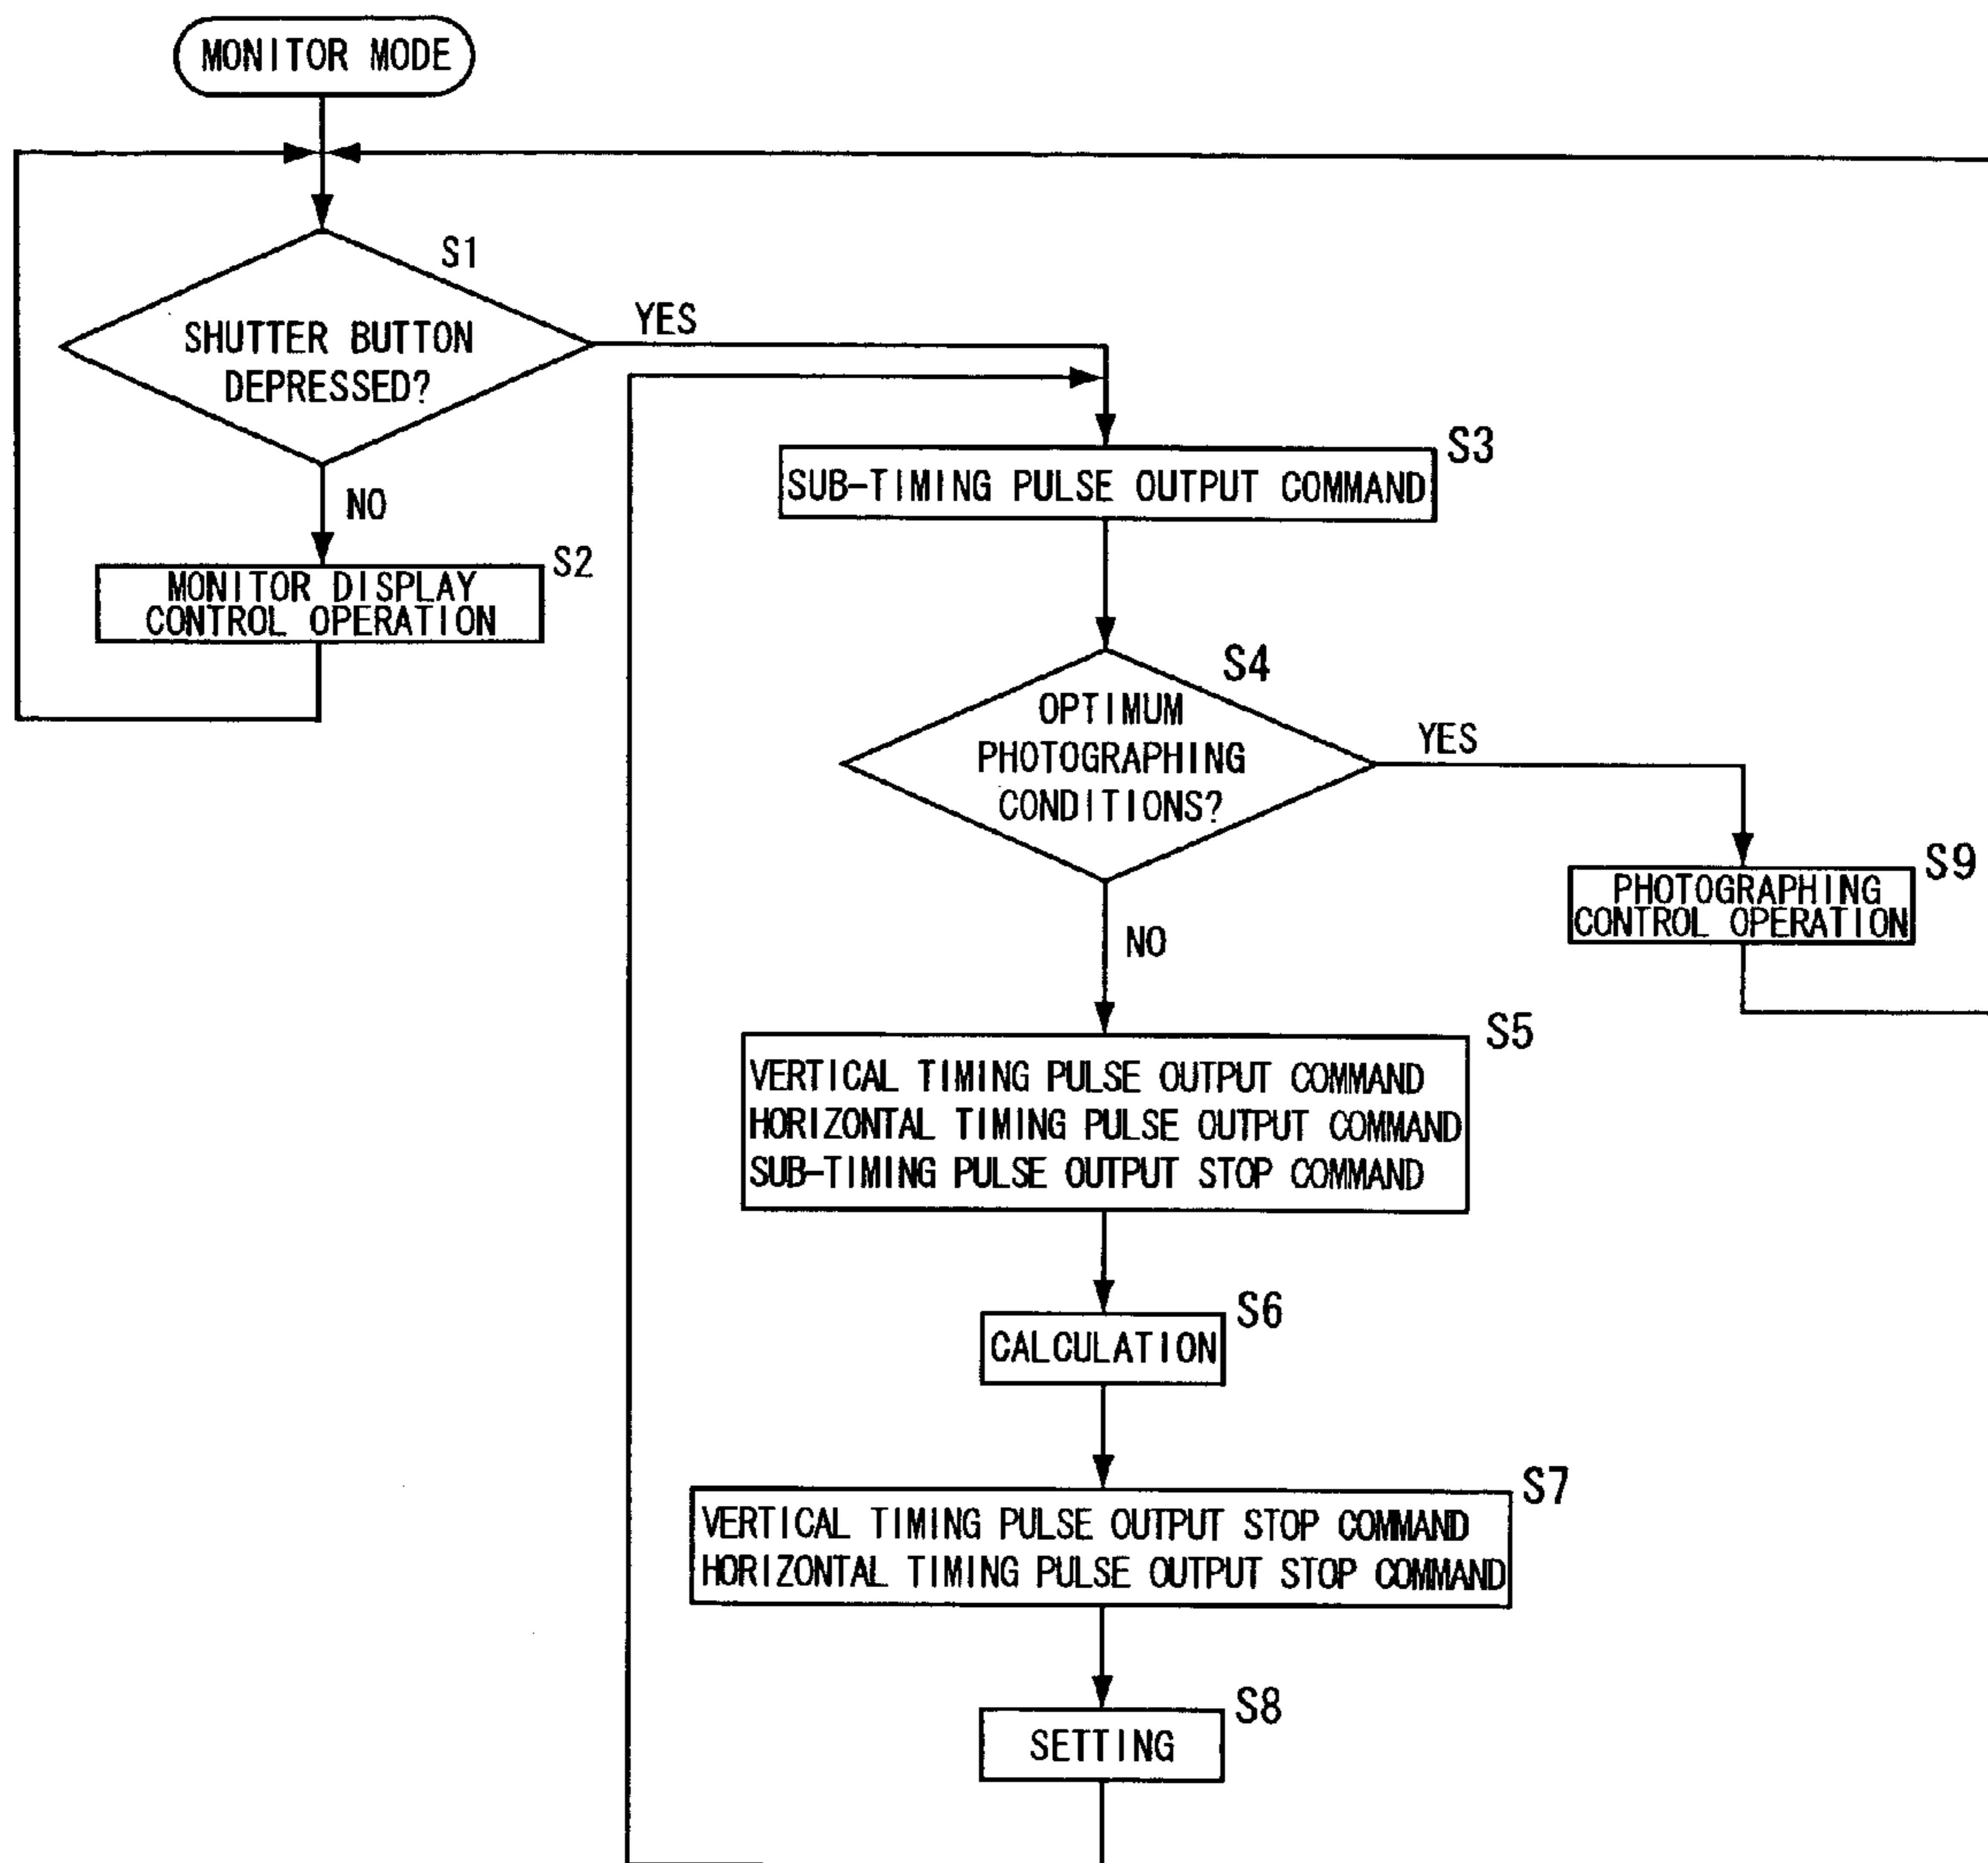 MONITOR MODE
S1
SHUTTER BUTTON
DEPRESSED?
YES
NO
S2
MONITOR DISPLAY
CONTROL OPERATION
S3
SUB-TIMING PULSE OUTPUT COMMAND
S4
OPTIMUM
PHOTOGRAPHING
CONDITIONS?
YES
NO
S9
PHOTOGRAPHING
CONTROL OPERATION
S5
VERTICAL TIMING PULSE OUTPUT COMMAND
HORIZONTAL TIMING PULSE OUTPUT COMMAND
SUB-TIMING PULSE OUTPUT STOP COMMAND
S6
CALCULATION
S7
VERTICAL TIMING PULSE OUTPUT STOP COMMAND
HORIZONTAL TIMING PULSE OUTPUT STOP COMMAND
S8
SETTING